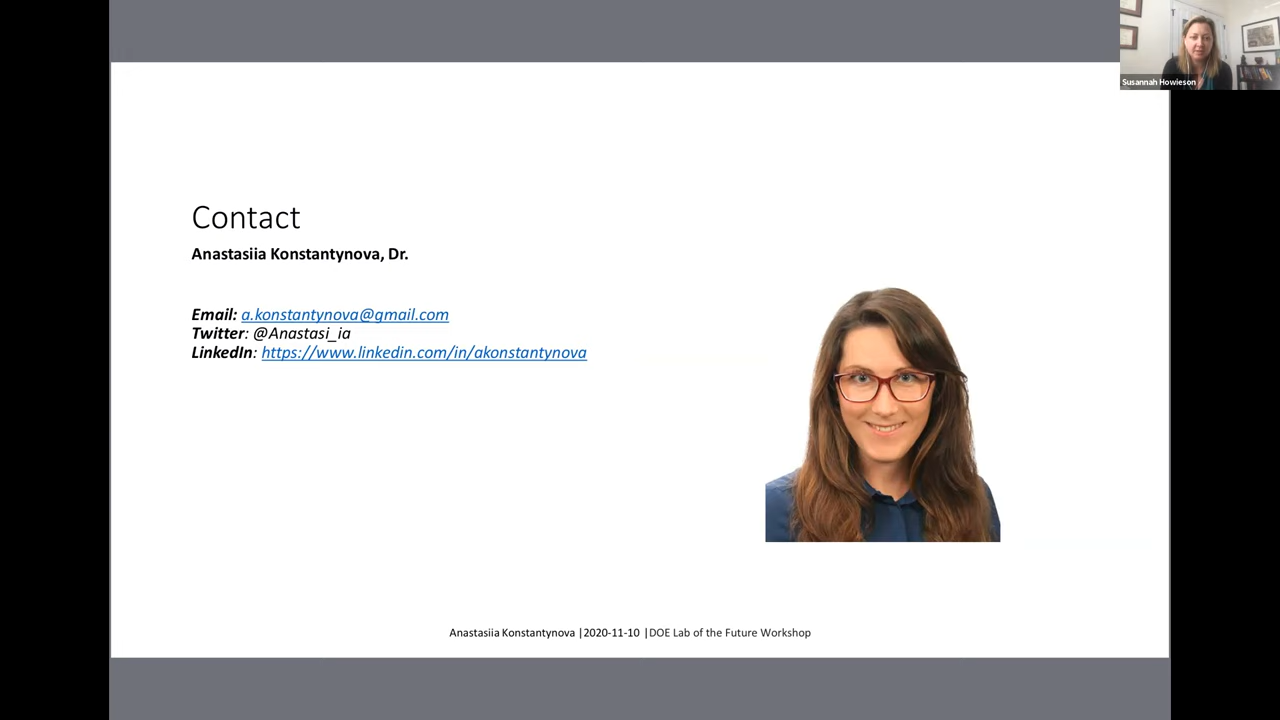 Susannah Howieson
Contact
Anastasiia Konstantynova, Dr.
Email: a.konstantynova@gmail.com
Twitter: @Anastasi_ia
LinkedIn: https://www.linkedin.com/in/akonstantynova
Anastasiia Konstantynova |2020-11-10 |DOE Lab of the Future Workshop